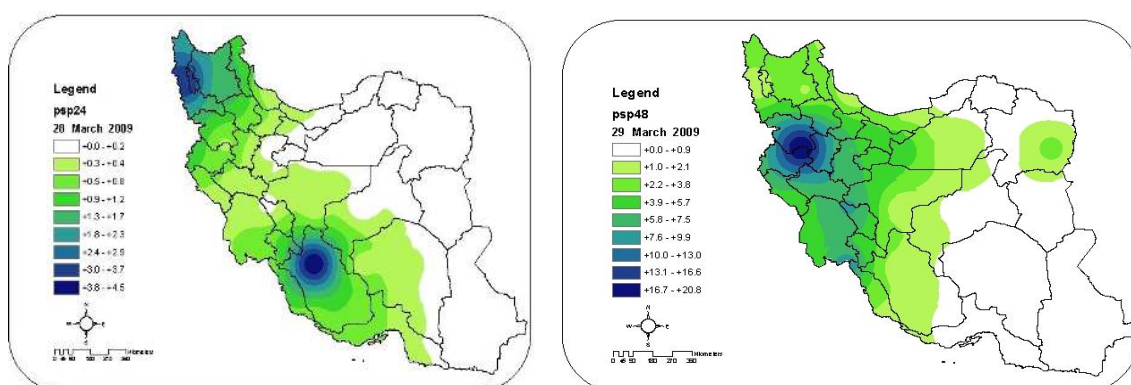 Legend
psp24
28 March 2009
+0.0 - +0.2
+0.3 - +0.4
+0.5 - +0.8
+0.9 - +1.2
+1.3 - +1.7
+1.8 - +2.3
+2.4 - +2.9
+3.0 - +3.7
+3.8 - +4.5
N
W E
S
Kilometers
Legend
psp48
29 March 2009
+0.0 - +0.9
+1.0 - +2.1
+2.2 - +3.8
+3.9 - +5.7
+5.8 - +7.5
+7.6 - +9.9
+10.0 - +13.0
+13.1 - +16.6
+16.7 - +20.8
N
W E
S
Kilometers